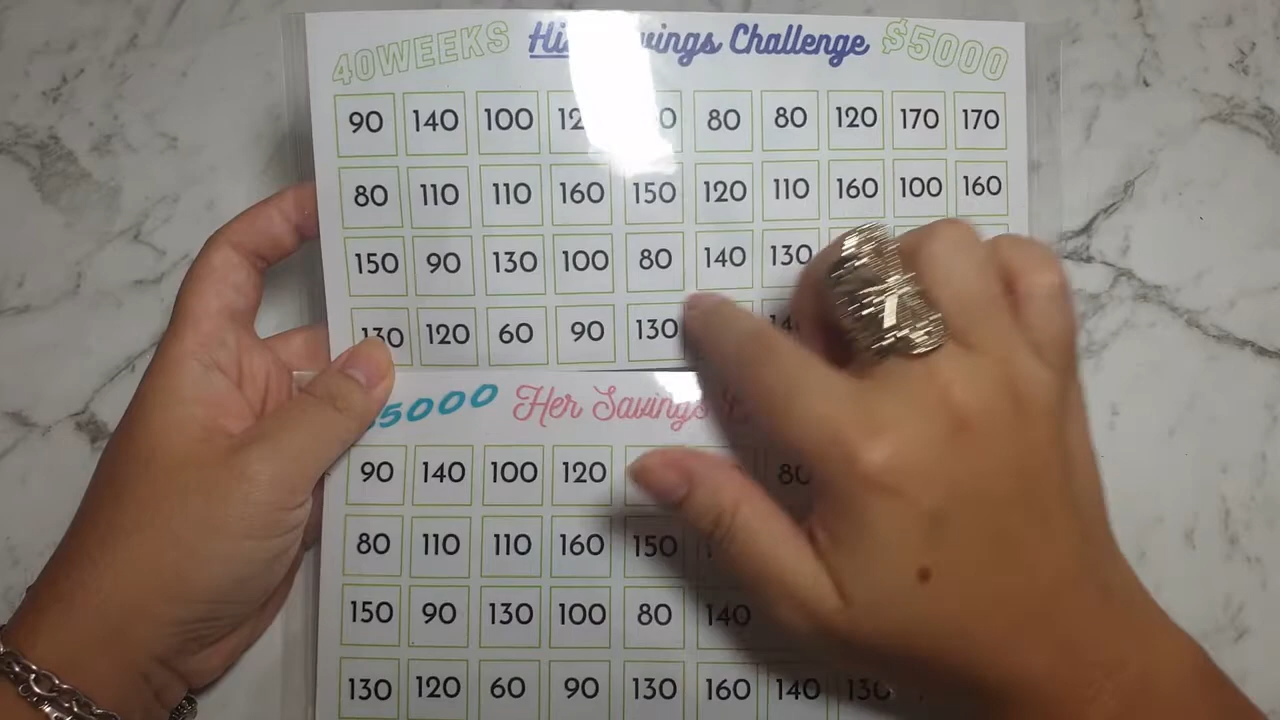 40WEEKS Challenge $5000
90 140 100 80 80 120 170 170
80 110 110 160 150 120 110 160 100 160
150 90 130 100 80 140 130
120 60 90 130
5000 Her Savings
90 140 100 120 80
80 110 110 160 150
150 90 130 100 80 140
130 120 60 90 130 160 140 130